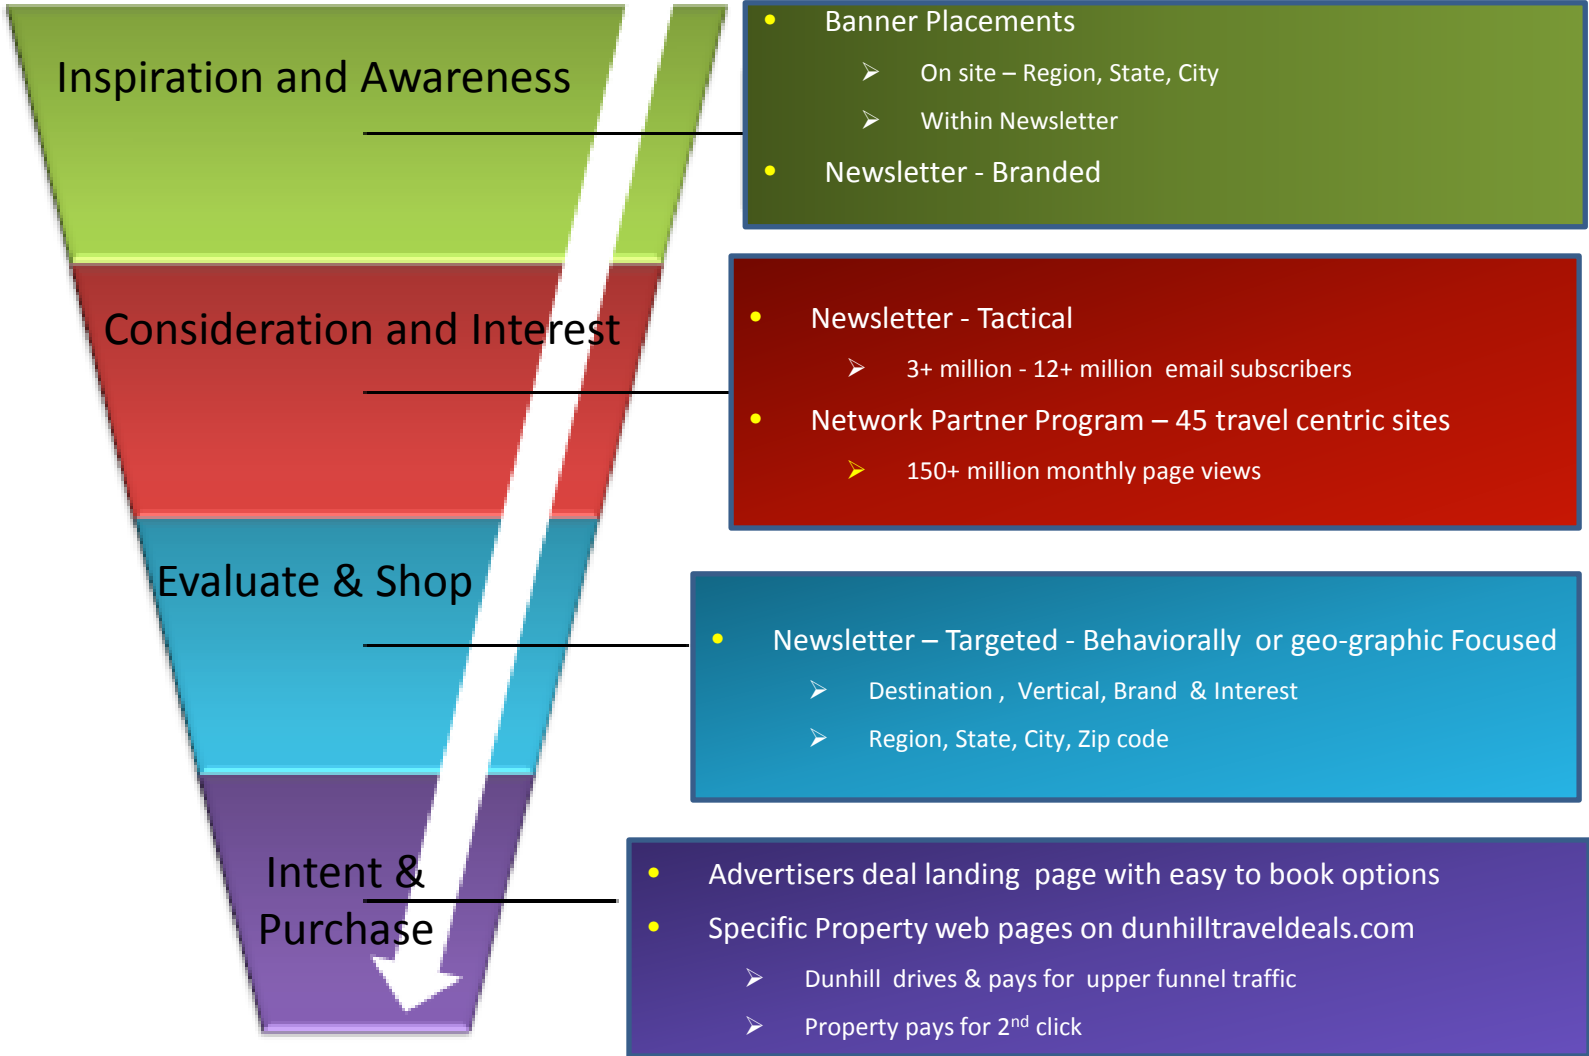 Inspiration and Awareness
• Banner Placements
➢ On site – Region, State, City
➢ Within Newsletter
• Newsletter - Branded
Consideration and Interest
• Newsletter - Tactical
➢ 3+ million - 12+ million email subscribers
• Network Partner Program – 45 travel centric sites
➢ 150+ million monthly page views
Evaluate & Shop
• Newsletter – Targeted - Behaviorally or geo-graphic Focused
➢ Destination , Vertical, Brand & Interest
➢ Region, State, City, Zip code
Intent &
Purchase
• Advertisers deal landing page with easy to book options
• Specific Property web pages on dunhilltraveldeals.com
➢ Dunhill drives & pays for upper funnel traffic
➢ Property pays for 2nd click